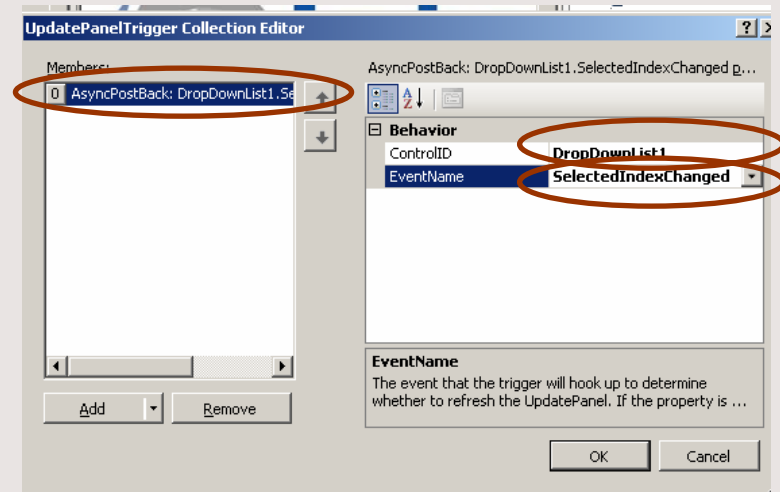 UpdatePanelTrigger Collection Editor
Members:
0 AsyncPostBack: DropDownList1.Se
Add
Remove
AsyncPostBack: DropDownList1.SelectedIndexChanged p...
Behavior
ControlID DropDownList1
EventName SelectedIndexChanged
EventName
The event that the trigger will hook up to determine
whether to refresh the UpdatePanel. If the property is ...
OK Cancel